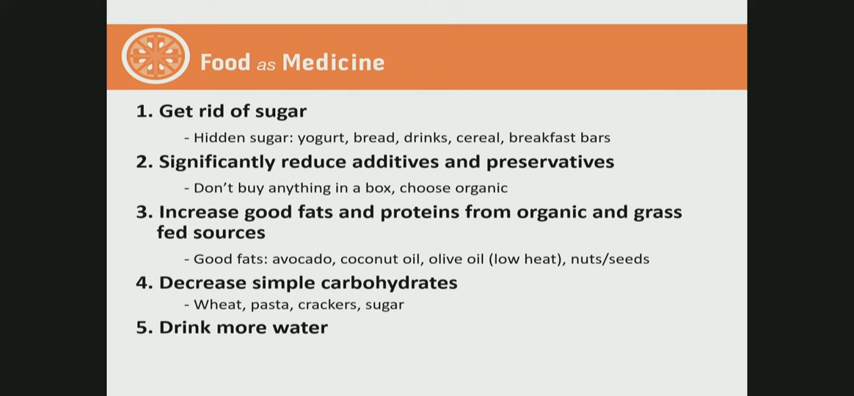 Food as Medicine
1. Get rid of sugar
- Hidden sugar: yogurt, bread, drinks, cereal, breakfast bars
2. Significantly reduce additives and preservatives
- Don’t buy anything in a box, choose organic
3. Increase good fats and proteins from organic and grass
fed sources
- Good fats: avocado, coconut oil, olive oil (low heat), nuts/seeds
4. Decrease simple carbohydrates
- Wheat, pasta, crackers, sugar
5. Drink more water